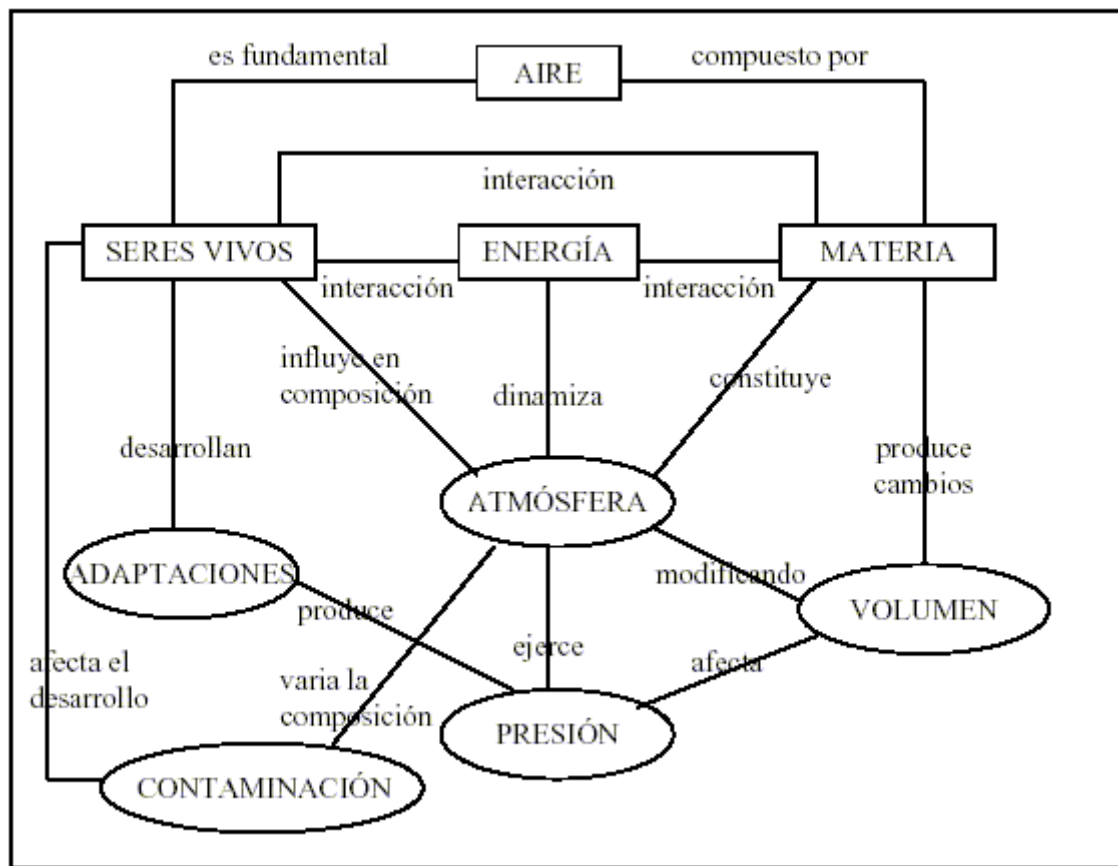 es fundamental
AIRE
compuesto por
interacción
SERES VIVOS
ENERGÍA
MATERIA
interacción
interacción
influye en
composición
dinamiza
constituye
desarrollan
produce
cambios
ATMÓSFERA
ADAPTACIONES
modificando
VOLUMEN
produce
afecta el
desarrollo
varia la
composición
ejerce
afecta
PRESIÓN
CONTAMINACIÓN